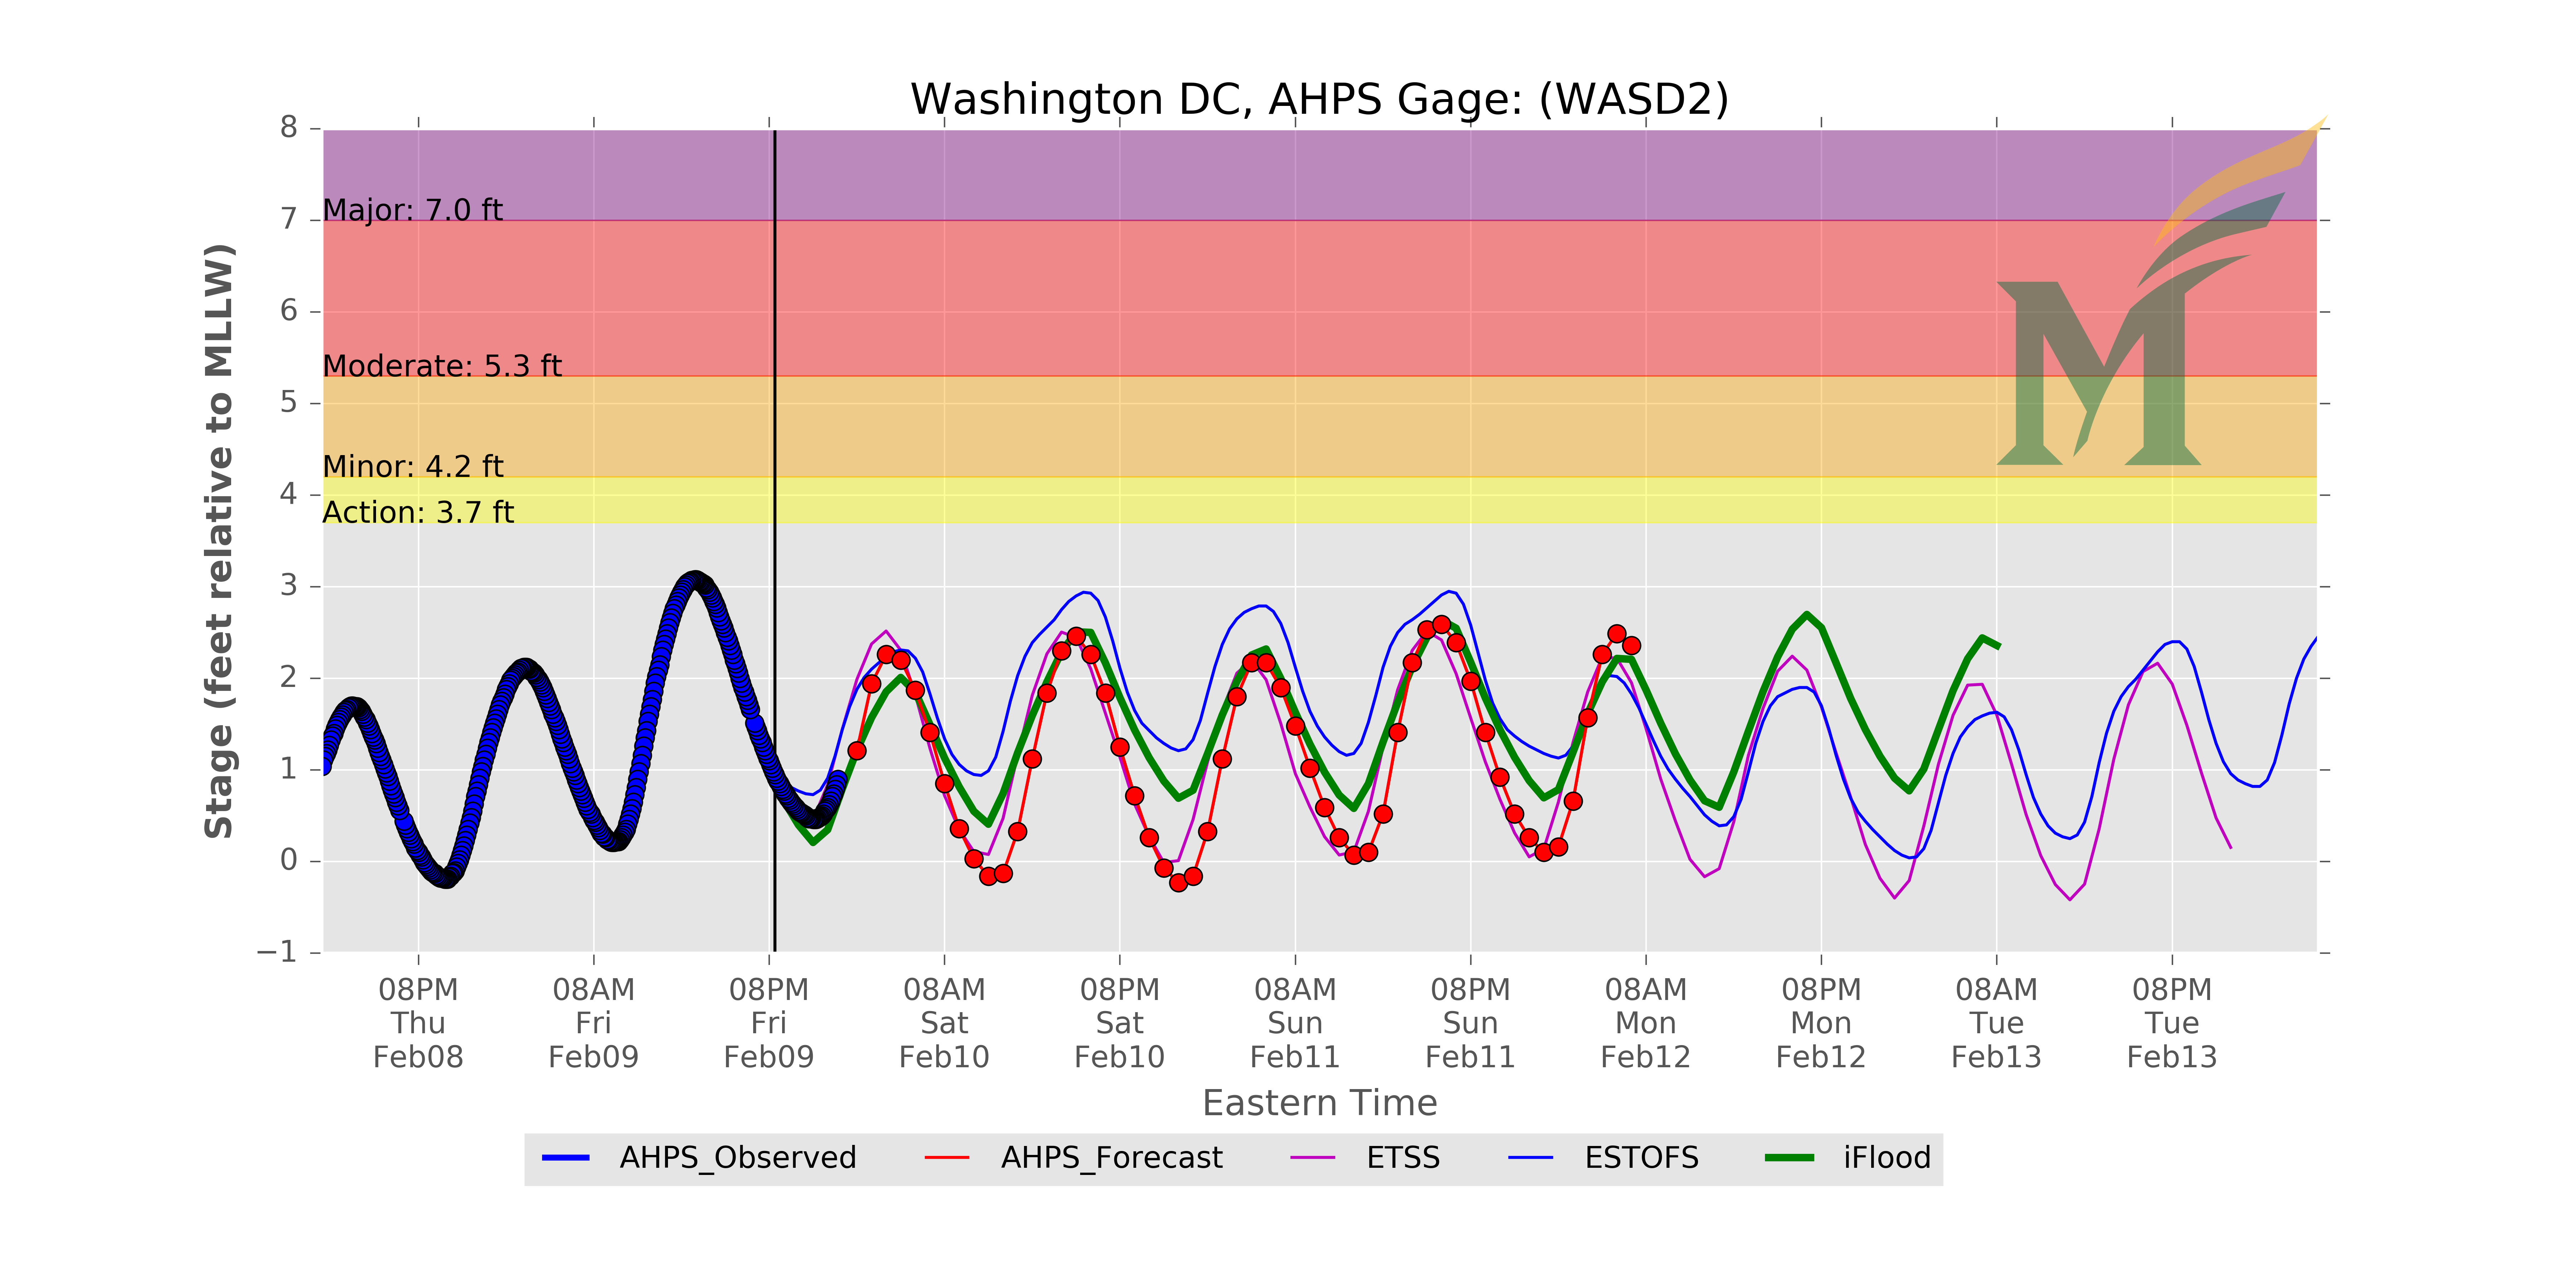 Washington DC, AHPS Gage: (WASD2)
Stage (feet relative to MLLW)
8
7
6
5
4
3
2
1
0
−1
Major: 7.0 ft
Moderate: 5.3 ft
Minor: 4.2 ft
Action: 3.7 ft
M
08PM 08AM 08PM 08AM 08PM 08AM 08PM 08AM 08PM 08AM 08PM
Thu Fri Fri Sat Sat Sun Sun Mon Mon Tue Tue
Feb08 Feb09 Feb09 Feb10 Feb10 Feb11 Feb11 Feb12 Feb12 Feb13 Feb13
Eastern Time
AHPS_Observed AHPS_Forecast ETSS ESTOFS iFlood